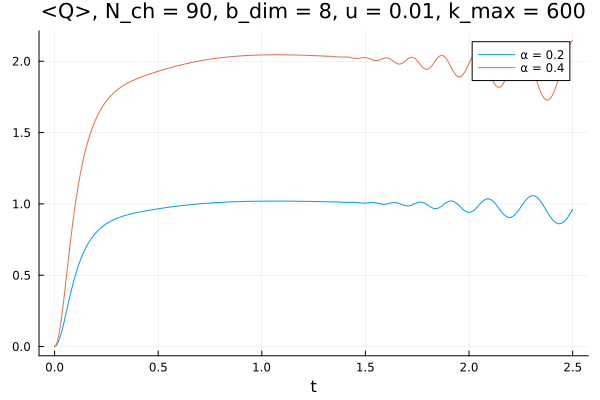 <Q>, N_ch = 90, b_dim = 8, u = 0.01, k_max = 600
α = 0.2
α = 0.4
2.0
1.5
1.0
0.5
0.0
0.0 0.5 1.0 1.5 2.0 2.5
t